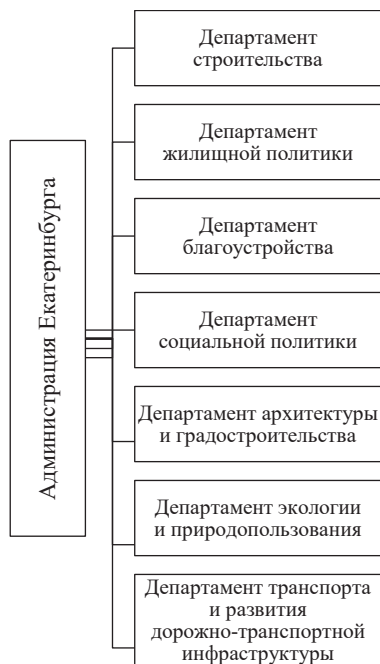 Администрация Екатеринбурга
Департамент
строительства
Департамент
жилищной политики
Департамент
благоустройства
Департамент
социальной политики
Департамент архитектуры
и градостроительства
Департамент экологии
и природопользования
Департамент транспорта
и развития
дорожно-транспортной
инфраструктуры